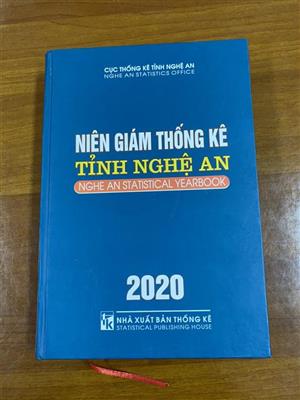 CỤC THỐNG KÊ TỈNH NGHỆ AN
NGHE AN STATISTICS OFFICE
NIÊN GIÁM THỐNG KÊ
TỈNH NGHỆ AN
NGHE AN STATISTICAL YEARBOOK
2020
NHÀ XUẤT BẢN THỐNG KÊ
STATISTICAL PUBLISHING HOUSE